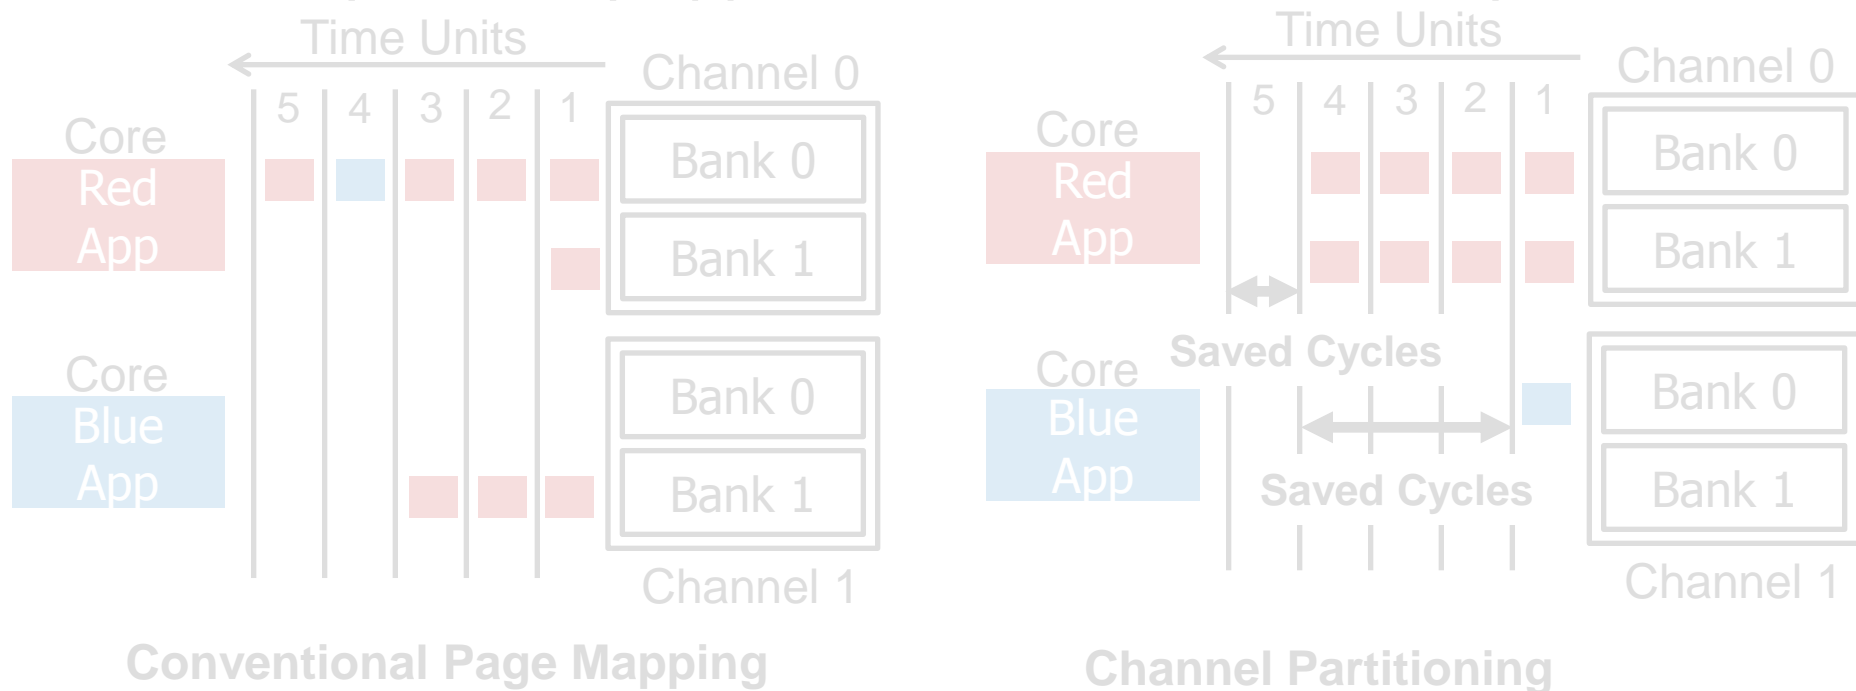 Time Units
Channel 0
5 4 3 2 1
Core
Red
App
Bank 0
Bank 1
Core
Blue
App
Bank 0
Bank 1
Channel 1
Conventional Page Mapping
Time Units
Channel 0
5 4 3 2 1
Core
Red
App
Bank 0
Bank 1
Saved Cycles
Core
Blue
App
Bank 0
Bank 1
Saved Cycles
Channel 1
Channel Partitioning